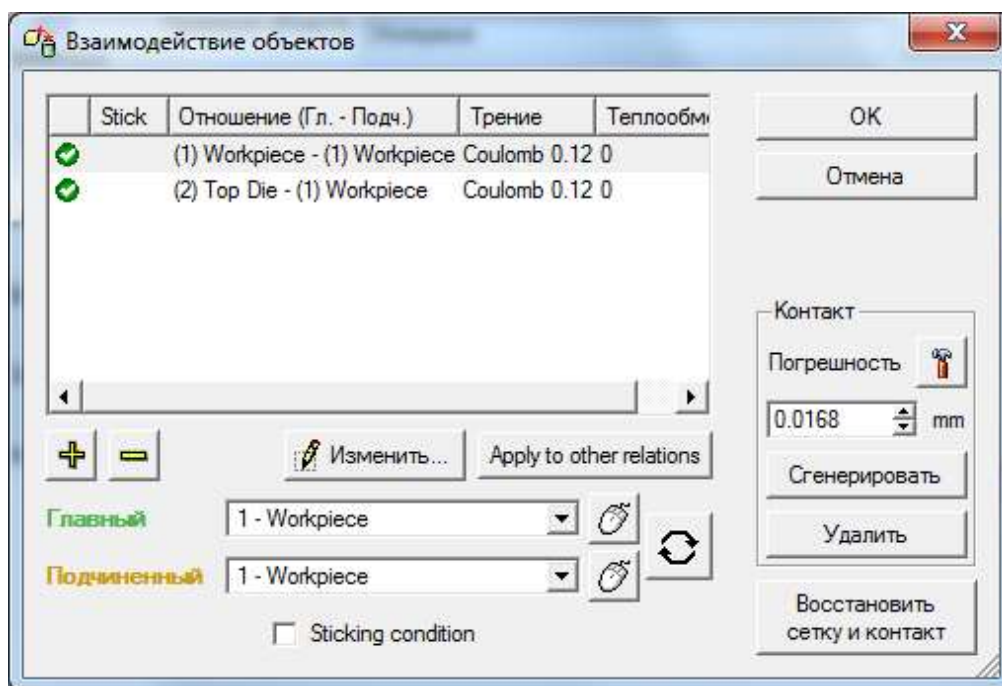 Взаимодействие объектов
Stick Отношение (Гл. - Подч.) Трение Теплообм
(1) Workpiece - (1) Workpiece Coulomb 0.12 0
(2) Top Die - (1) Workpiece Coulomb 0.12 0
OK
Отмена
Контакт
Погрешность
0.0168 mm
Сгенерировать
Удалить
Восстановить
сетку и контакт
Изменить...
Apply to other relations
Главный 1 - Workpiece
Подчиненный 1 - Workpiece
Sticking condition